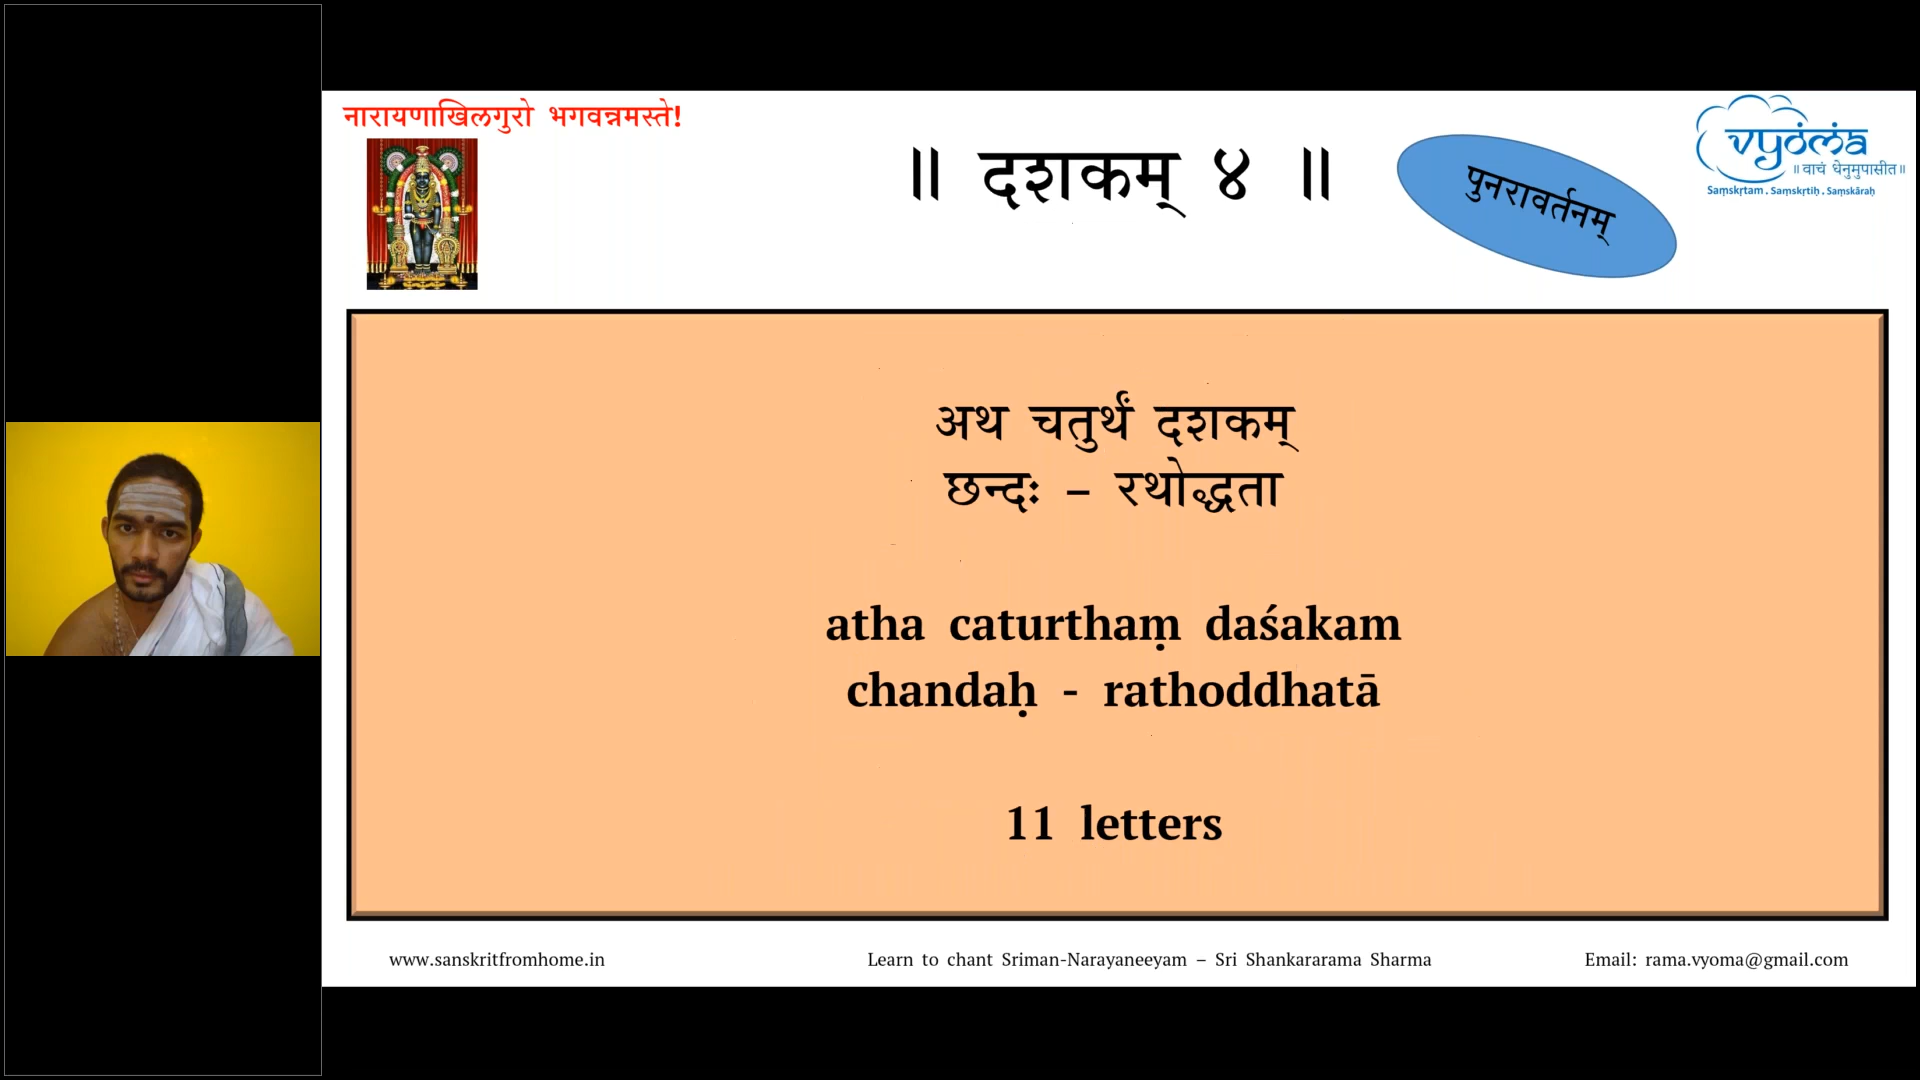 नारायणाखिलगुरो भगवन्नमस्ते!
॥ दशकम् ४ ॥
पुनरावर्तनम्
vyoma
॥ वाचं धेनुमुपासीत॥
Saṃskṛtam . Saṃskṛtiḥ . Saṃskāraḥ
अथ चतुर्थं दशकम्
छन्दः – रथोद्धता
atha caturthaṃ daśakam
chandaḥ - rathoddhatā
11 letters
www.sanskritfromhome.in
Learn to chant Sriman-Narayaneeyam – Sri Shankararama Sharma
Email: rama.vyoma@gmail.com